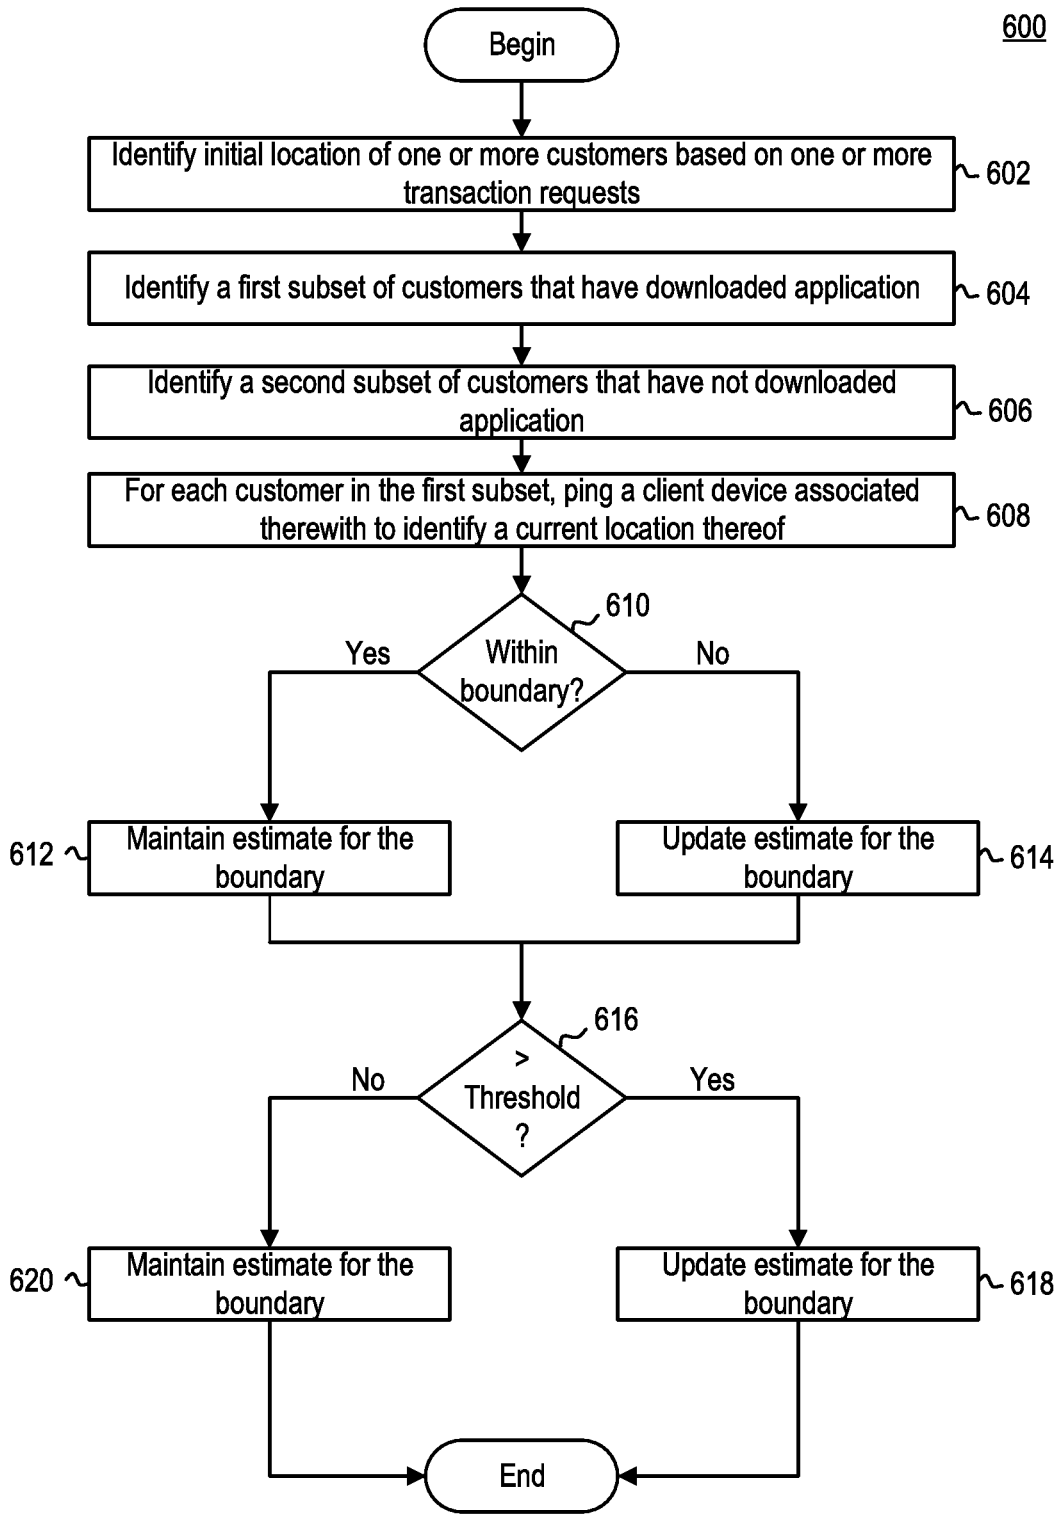 600
Begin
Identify initial location of one or more customers based on one or more
transaction requests
602
Identify a first subset of customers that have downloaded application
604
Identify a second subset of customers that have not downloaded
application
606
For each customer in the first subset, ping a client device associated
therewith to identify a current location thereof
608
610
Within
boundary?
Yes
No
612
Maintain estimate for the
boundary
Update estimate for the
boundary
614
616
>
Threshold
?
No
Yes
620
Maintain estimate for the
boundary
Update estimate for the
boundary
618
End